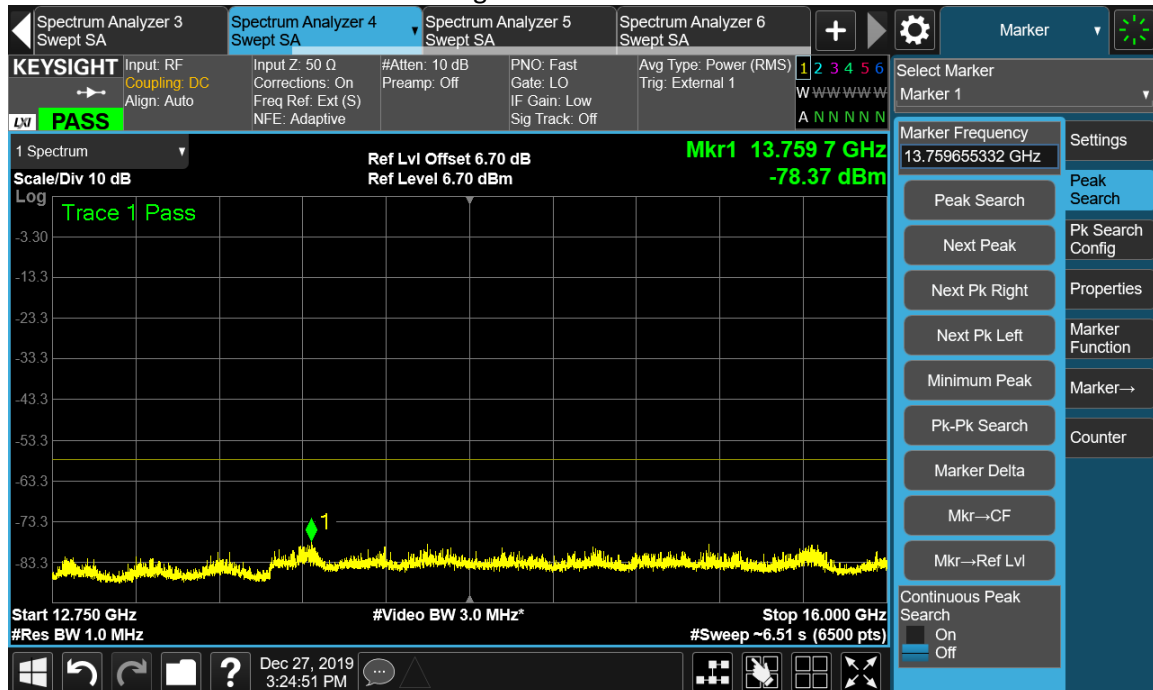 Spectrum Analyzer 3
Swept SA
Spectrum Analyzer 4
Swept SA
Spectrum Analyzer 5
Swept SA
Spectrum Analyzer 6
Swept SA
+
Marker
KEYSIGHT
LXI PASS
Input: RF
Coupling: DC
Align: Auto
Input Z: 50 Ω
Corrections: On
Freq Ref: Ext (S)
NFE: Adaptive
#Atten: 10 dB
Preamp: Off
PNO: Fast
Gate: LO
IF Gain: Low
Sig Track: Off
Avg Type: Power (RMS)
Trig: External 1
1 2 3 4 5 6
W W W W W W
A N N N N N
Select Marker
Marker 1
1 Spectrum
Scale/Div 10 dB
Ref Lvl Offset 6.70 dB
Ref Level 6.70 dBm
Mkr1 13.759 7 GHz
-78.37 dBm
Log
Trace 1 Pass
-3.30
-13.3
-23.3
-33.3
-43.3
-53.3
-63.3
-73.3
-83.3
1
Start 12.750 GHz
#Res BW 1.0 MHz
#Video BW 3.0 MHz*
Stop 16.000 GHz
#Sweep ~6.51 s (6500 pts)
Marker Frequency
13.759655332 GHz
Peak Search
Next Peak
Next Pk Right
Next Pk Left
Minimum Peak
Pk-Pk Search
Marker Delta
Mkr→CF
Mkr→Ref Lvl
Continuous Peak
Search
On
Off
Settings
Peak
Search
Pk Search
Config
Properties
Marker
Function
Marker→
Counter
?
Dec 27, 2019
3:24:51 PM